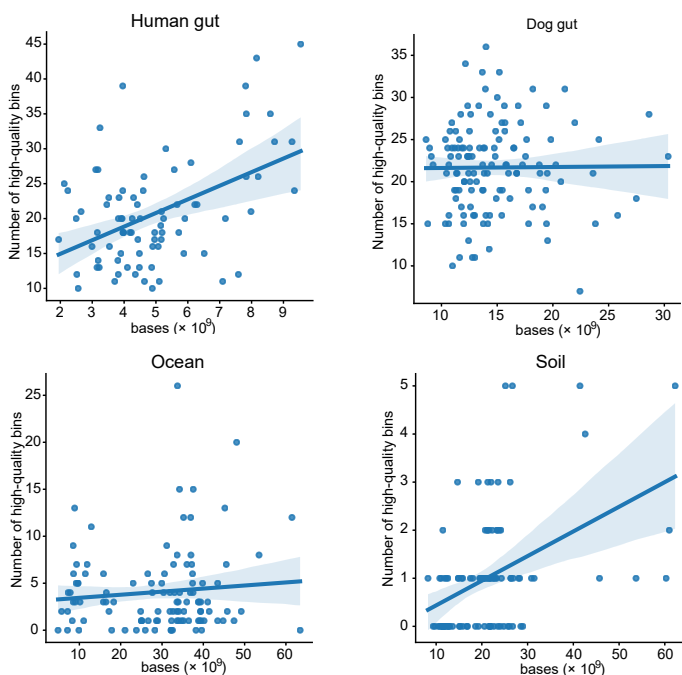 Human gut
Number of high-quality bins
45
40
35
30
25
20
15
10
2 3 4 5 6 7 8 9
bases (× 10⁹)
Dog gut
Number of high-quality bins
35
30
25
20
15
10
10 15 20 25 30
bases (× 10⁹)
Ocean
Number of high-quality bins
25
20
15
10
5
0
10 20 30 40 50 60
bases (× 10⁹)
Soil
Number of high-quality bins
5
4
3
2
1
0
10 20 30 40 50 60
bases (× 10⁹)